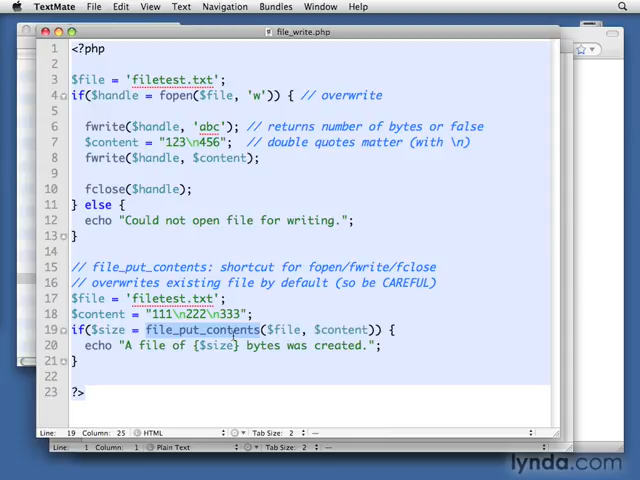 TextMate File Edit View Text Navigation Bundles Window Help
file_write.php
1 <?php
2
3 $file = 'filetest.txt';
4 if($handle = fopen($file, 'w')) { // overwrite
5
6 fwrite($handle, 'abc'); // returns number of bytes or false
7 $content = "123\n456"; // double quotes matter (with \n)
8 fwrite($handle, $content);
9
10 fclose($handle);
11 } else {
12 echo "Could not open file for writing.";
13 }
14
15 // file_put_contents: shortcut for fopen/fwrite/fclose
16 // overwrites existing file by default (so be CAREFUL)
17 $file = 'filetest.txt';
18 $content = "111\n222\n333";
19 if($size = file_put_contents($file, $content)) {
20 echo "A file of {$size} bytes was created.";
21 }
22
23 ?>
Line: 19 Column: 25 HTML Tab Size: 2 —
Line: 1 Column: 1 Plain Text Tab Size: 2 —
lynda.com